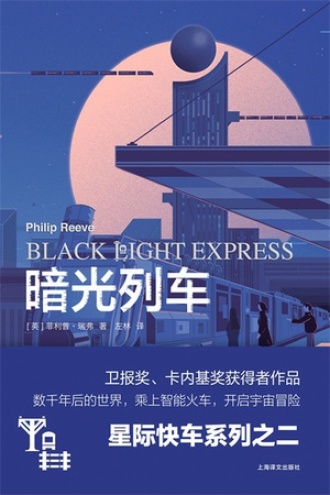 Philip Reeve
BLACK LIGHT EXPRESS
暗光列车
[英] 菲利普·瑞弗 著 左林 译
卫报奖、卡内基奖获得者作品
数千年后的世界，乘上智能火车，开启宇宙冒险
星际快车系列之二
上海译文出版社